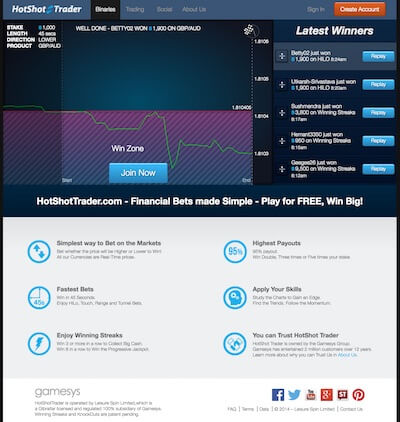 HotShot Trader
Binaries
Trading
Social
About Us
Sign In
Create Account
STAKE 1,000
LENGTH 45 secs
DIRECTION LOWER
PRODUCT GBP/AUD
WELL DONE - BETTY02 WON 1,900 ON GBP/AUD
1.8106
1.8105
1.810405
1.8103
Win Zone
Join Now
Start
End
Latest Winners
Betty02 just won
1,900 on HILO 8:24am
Replay
Utkarsh-Srivastava just won
1,900 on HILO
Replay
Sushmendra just won
3,800 on Winning Streaks
8:17am
Replay
Hemant3350 just won
950 on Winning Streaks
8:15am
Replay
Geegee26 just won
9,500 on Winning Streaks
8:12am
Replay
HotShotTrader.com - Financial Bets made Simple - Play for FREE, Win Big!
Simplest way to Bet on the Markets
Bet whether the price will be Higher or Lower to Win!
All our Currencies are Real-Time prices.
95%
Highest Payouts
95% payout.
Win Double, Three times or Five times your stake.
45s
Fastest Bets
Win in 45 Seconds.
Enjoy HiLo, Touch, Range and Tunnel Bets.
Apply Your Skills
Study the Charts to Gain an Edge.
Find the Trends, Follow the Momentum.
Enjoy Winning Streaks
Win 3 or more in a row to Collect Big Cash.
Win 8 in a row to Win the Progressive Jackpot.
You can Trust HotShot Trader
HotShot Trader is owned by the Gamesys Group.
Gamesys has entertained 2 million customers over 12 years.
Learn more about why you can Trust Us in About Us.
gamesys
HotShotTrader is operated by Leisure Spin Limited, which is
a Gibraltar licensed and regulated 100% subsidiary of Gamesys.
Winning Streaks and KnockOuts are patent pending.
FAQ | Terms | Data | © 2014 - Leisure Spin Limited | Contact Us